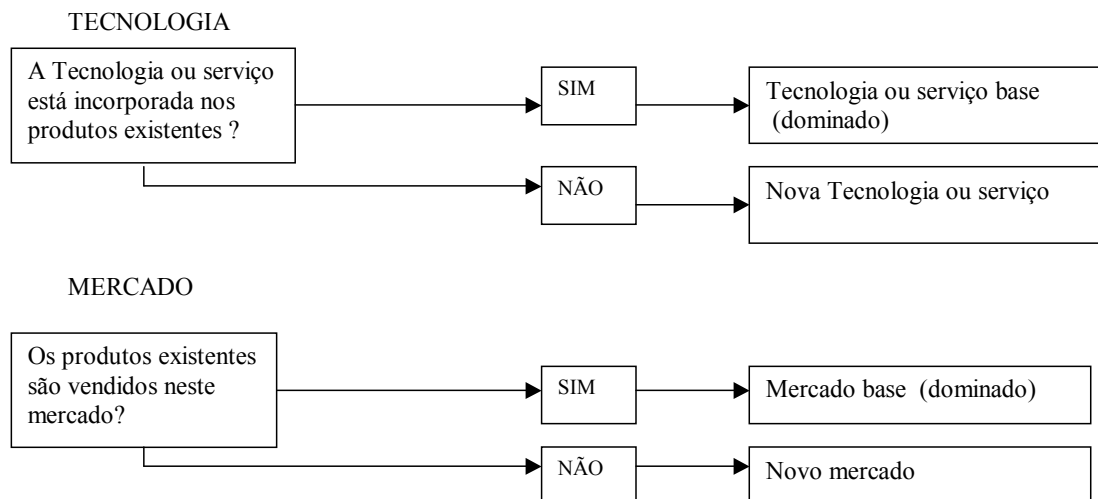 TECNOLOGIA
A Tecnologia ou serviço
está incorporada nos
produtos existentes ?
SIM
Tecnologia ou serviço base
(dominado)
NÃO
Nova Tecnologia ou serviço
MERCADO
Os produtos existentes
são vendidos neste
mercado?
SIM
Mercado base (dominado)
NÃO
Novo mercado